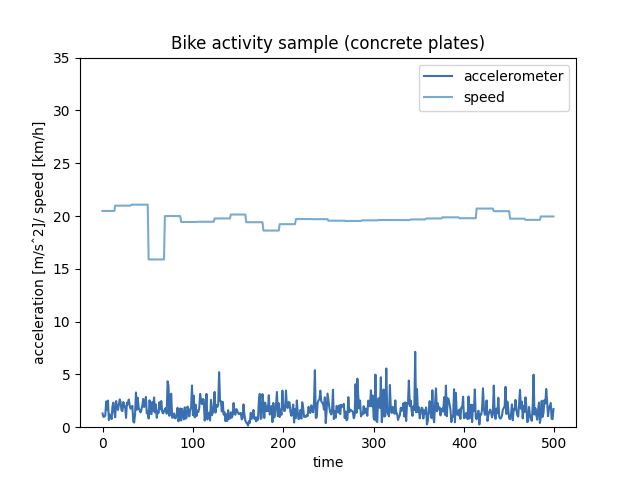 Bike activity sample (concrete plates)
accelerometer
speed
35
30
25
20
15
10
5
0
acceleration [m/s^2]/ speed [km/h]
0 100 200 300 400 500
time